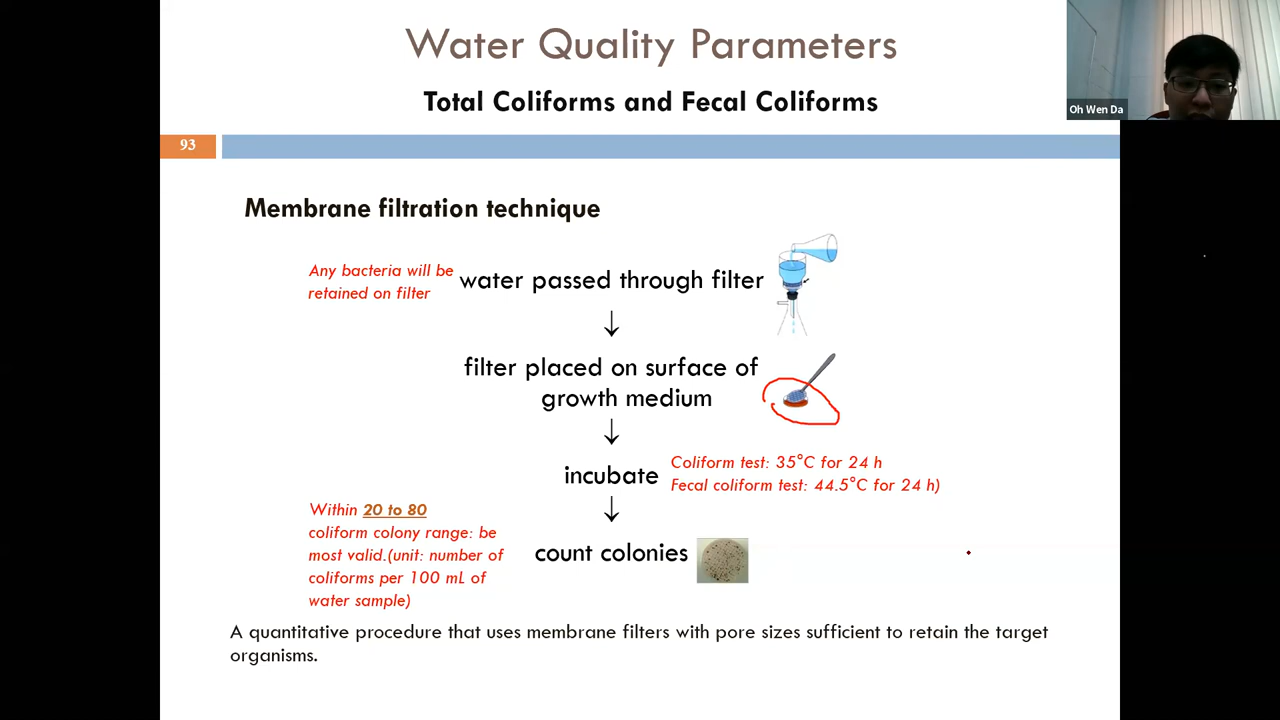 Water Quality Parameters
Total Coliforms and Fecal Coliforms
Oh Wen Da
93
Membrane filtration technique
Any bacteria will be
retained on filter
water passed through filter
↓
filter placed on surface of
growth medium
↓
incubate
Coliform test: 35°C for 24 h
Fecal coliform test: 44.5°C for 24 h)
↓
Within 20 to 80
coliform colony range: be
most valid.(unit: number of
coliforms per 100 mL of
water sample)
count colonies
A quantitative procedure that uses membrane filters with pore sizes sufficient to retain the target
organisms.